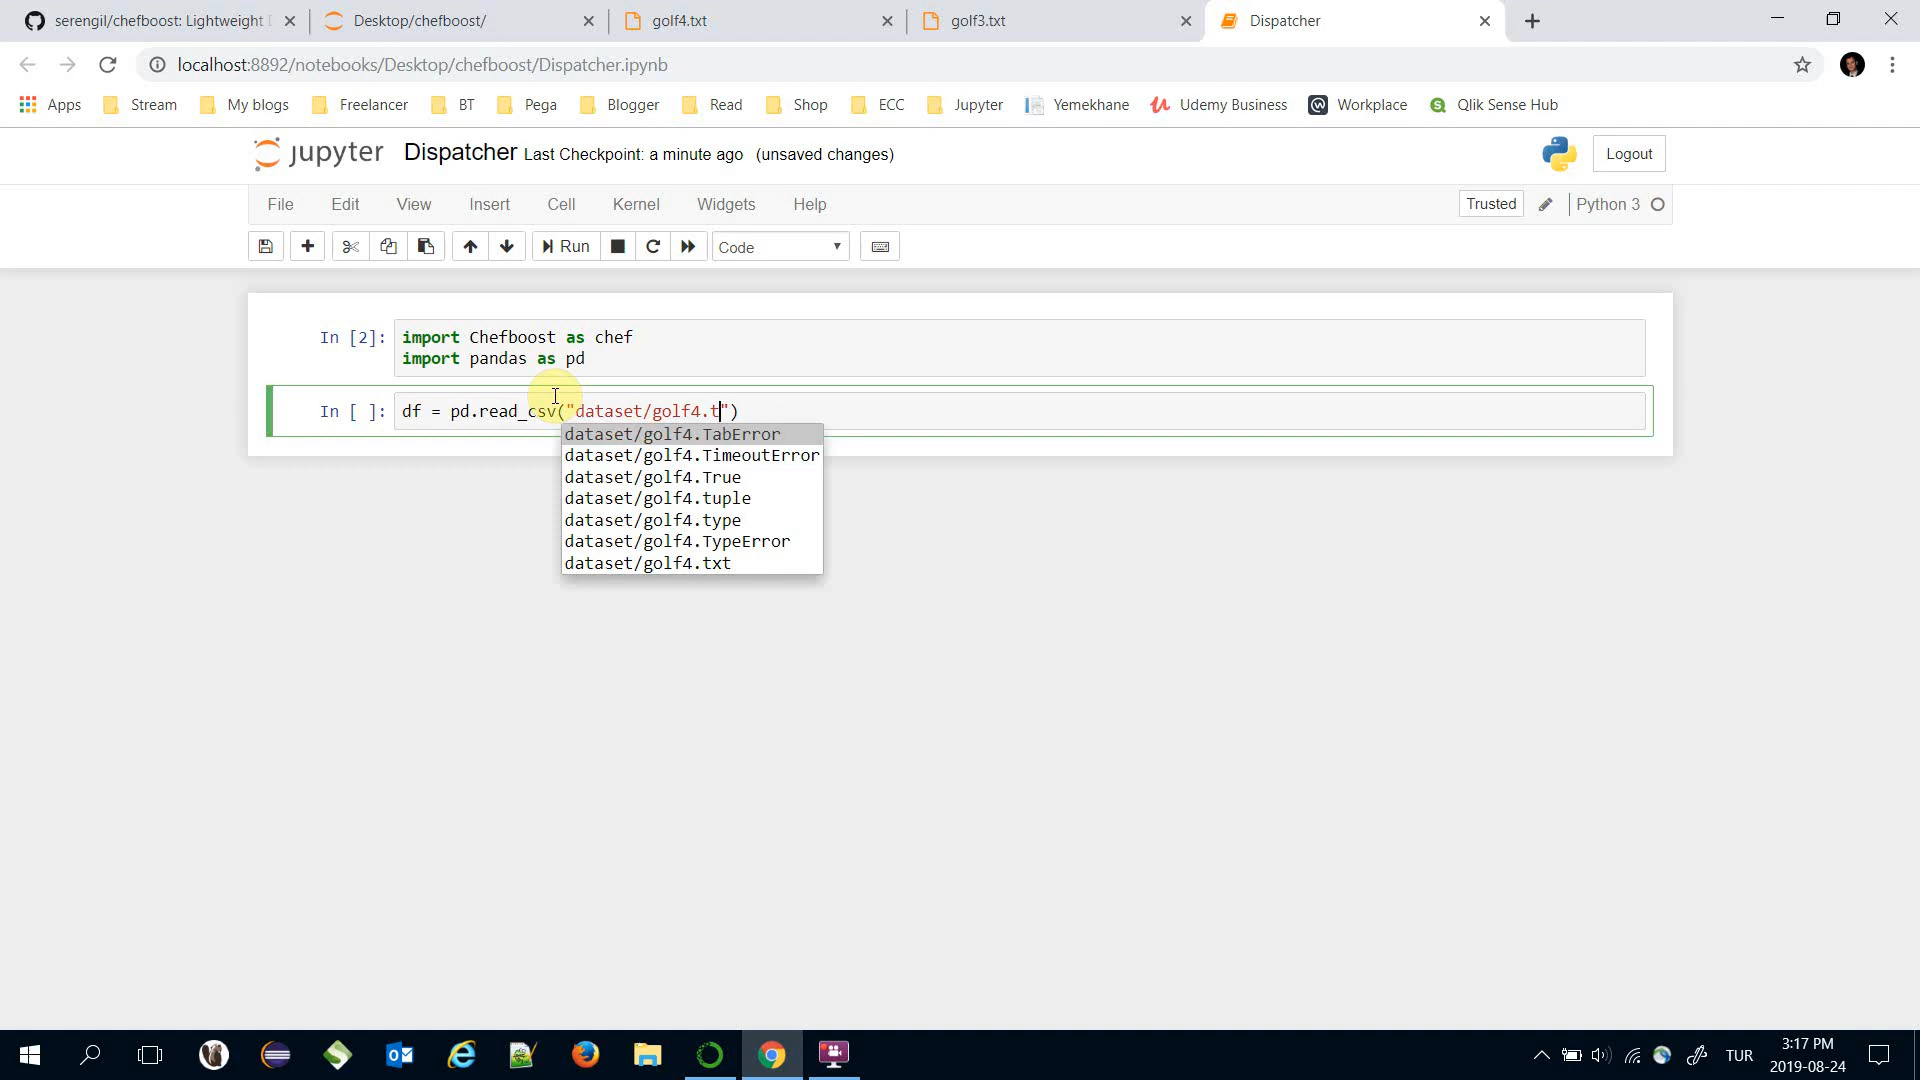 serengil/chefboost: Lightweight
Desktop/chefboost/
golf4.txt
golf3.txt
Dispatcher
localhost:8892/notebooks/Desktop/chefboost/Dispatcher.ipynb
Apps Stream My blogs Freelancer BT Pega Blogger Read Shop ECC Jupyter Yemekhane Udemy Business Workplace Qlik Sense Hub
jupyter Dispatcher Last Checkpoint: a minute ago (unsaved changes)
Logout
File Edit View Insert Cell Kernel Widgets Help
Trusted Python 3
Run Code
In [2]: import Chefboost as chef
import pandas as pd
In [ ]: df = pd.read_csv("dataset/golf4.t")
dataset/golf4.TabError
dataset/golf4.TimeoutError
dataset/golf4.True
dataset/golf4.tuple
dataset/golf4.type
dataset/golf4.TypeError
dataset/golf4.txt
TUR
3:17 PM
2019-08-24